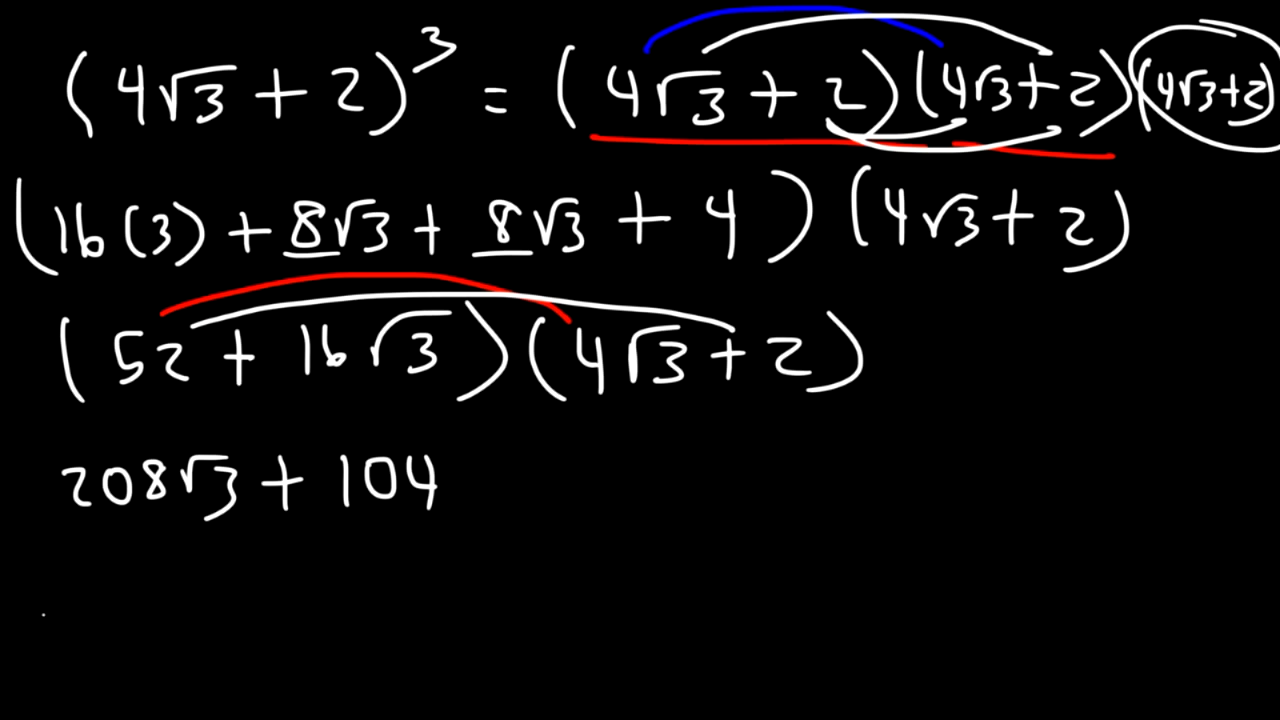 (4√3 + 2)³ = (4√3 + 2)(4√3 + 2)(4√3+2)
(16(3) + 8√3 + 8√3 + 4)(4√3 + 2)
(52 + 16√3)(4√3 + 2)
208√3 + 104